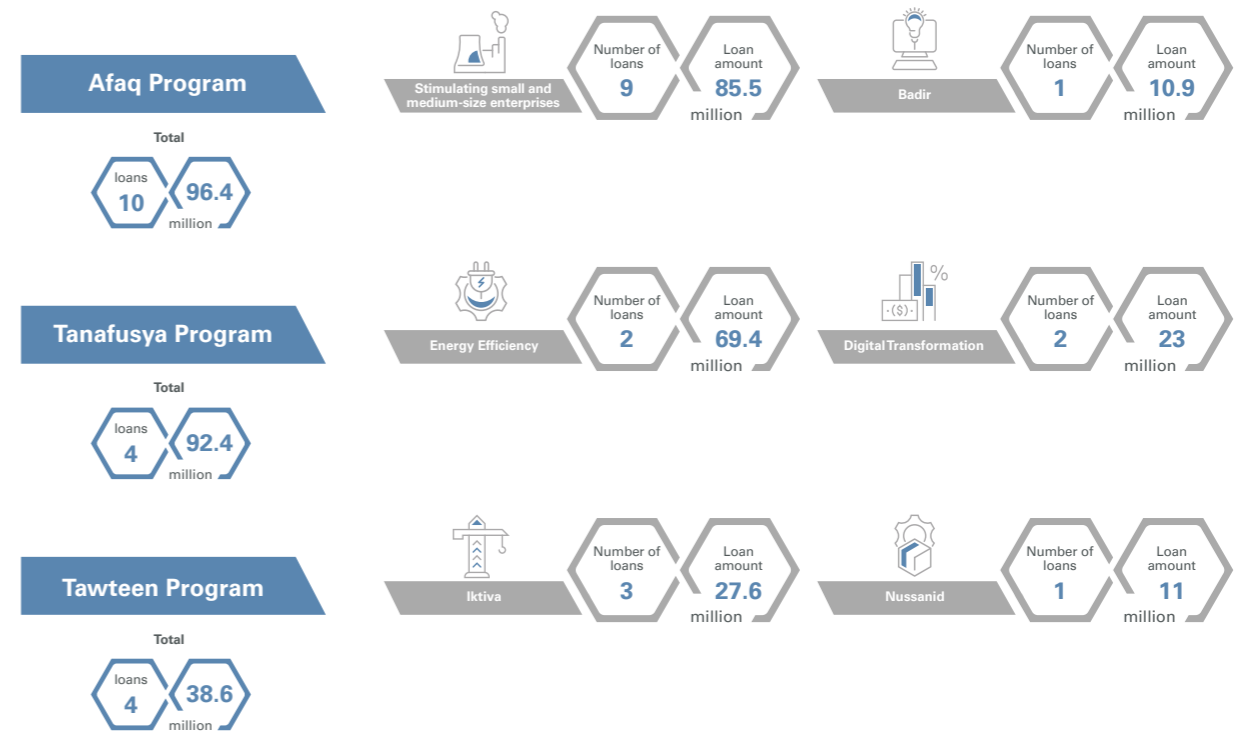 Afaq Program
Total
loans
10
96.4
million
Stimulating small and
medium-size enterprises
Number of
loans
9
Loan
amount
85.5
million
Badir
Number of
loans
1
Loan
amount
10.9
million
Tanafusya Program
Total
loans
4
92.4
million
Energy Efficiency
Number of
loans
2
Loan
amount
69.4
million
%
($)
Digital Transformation
Number of
loans
2
Loan
amount
23
million
Tawteen Program
Total
loans
4
38.6
million
Iktiva
Number of
loans
3
Loan
amount
27.6
million
Nussanid
Number of
loans
1
Loan
amount
11
million